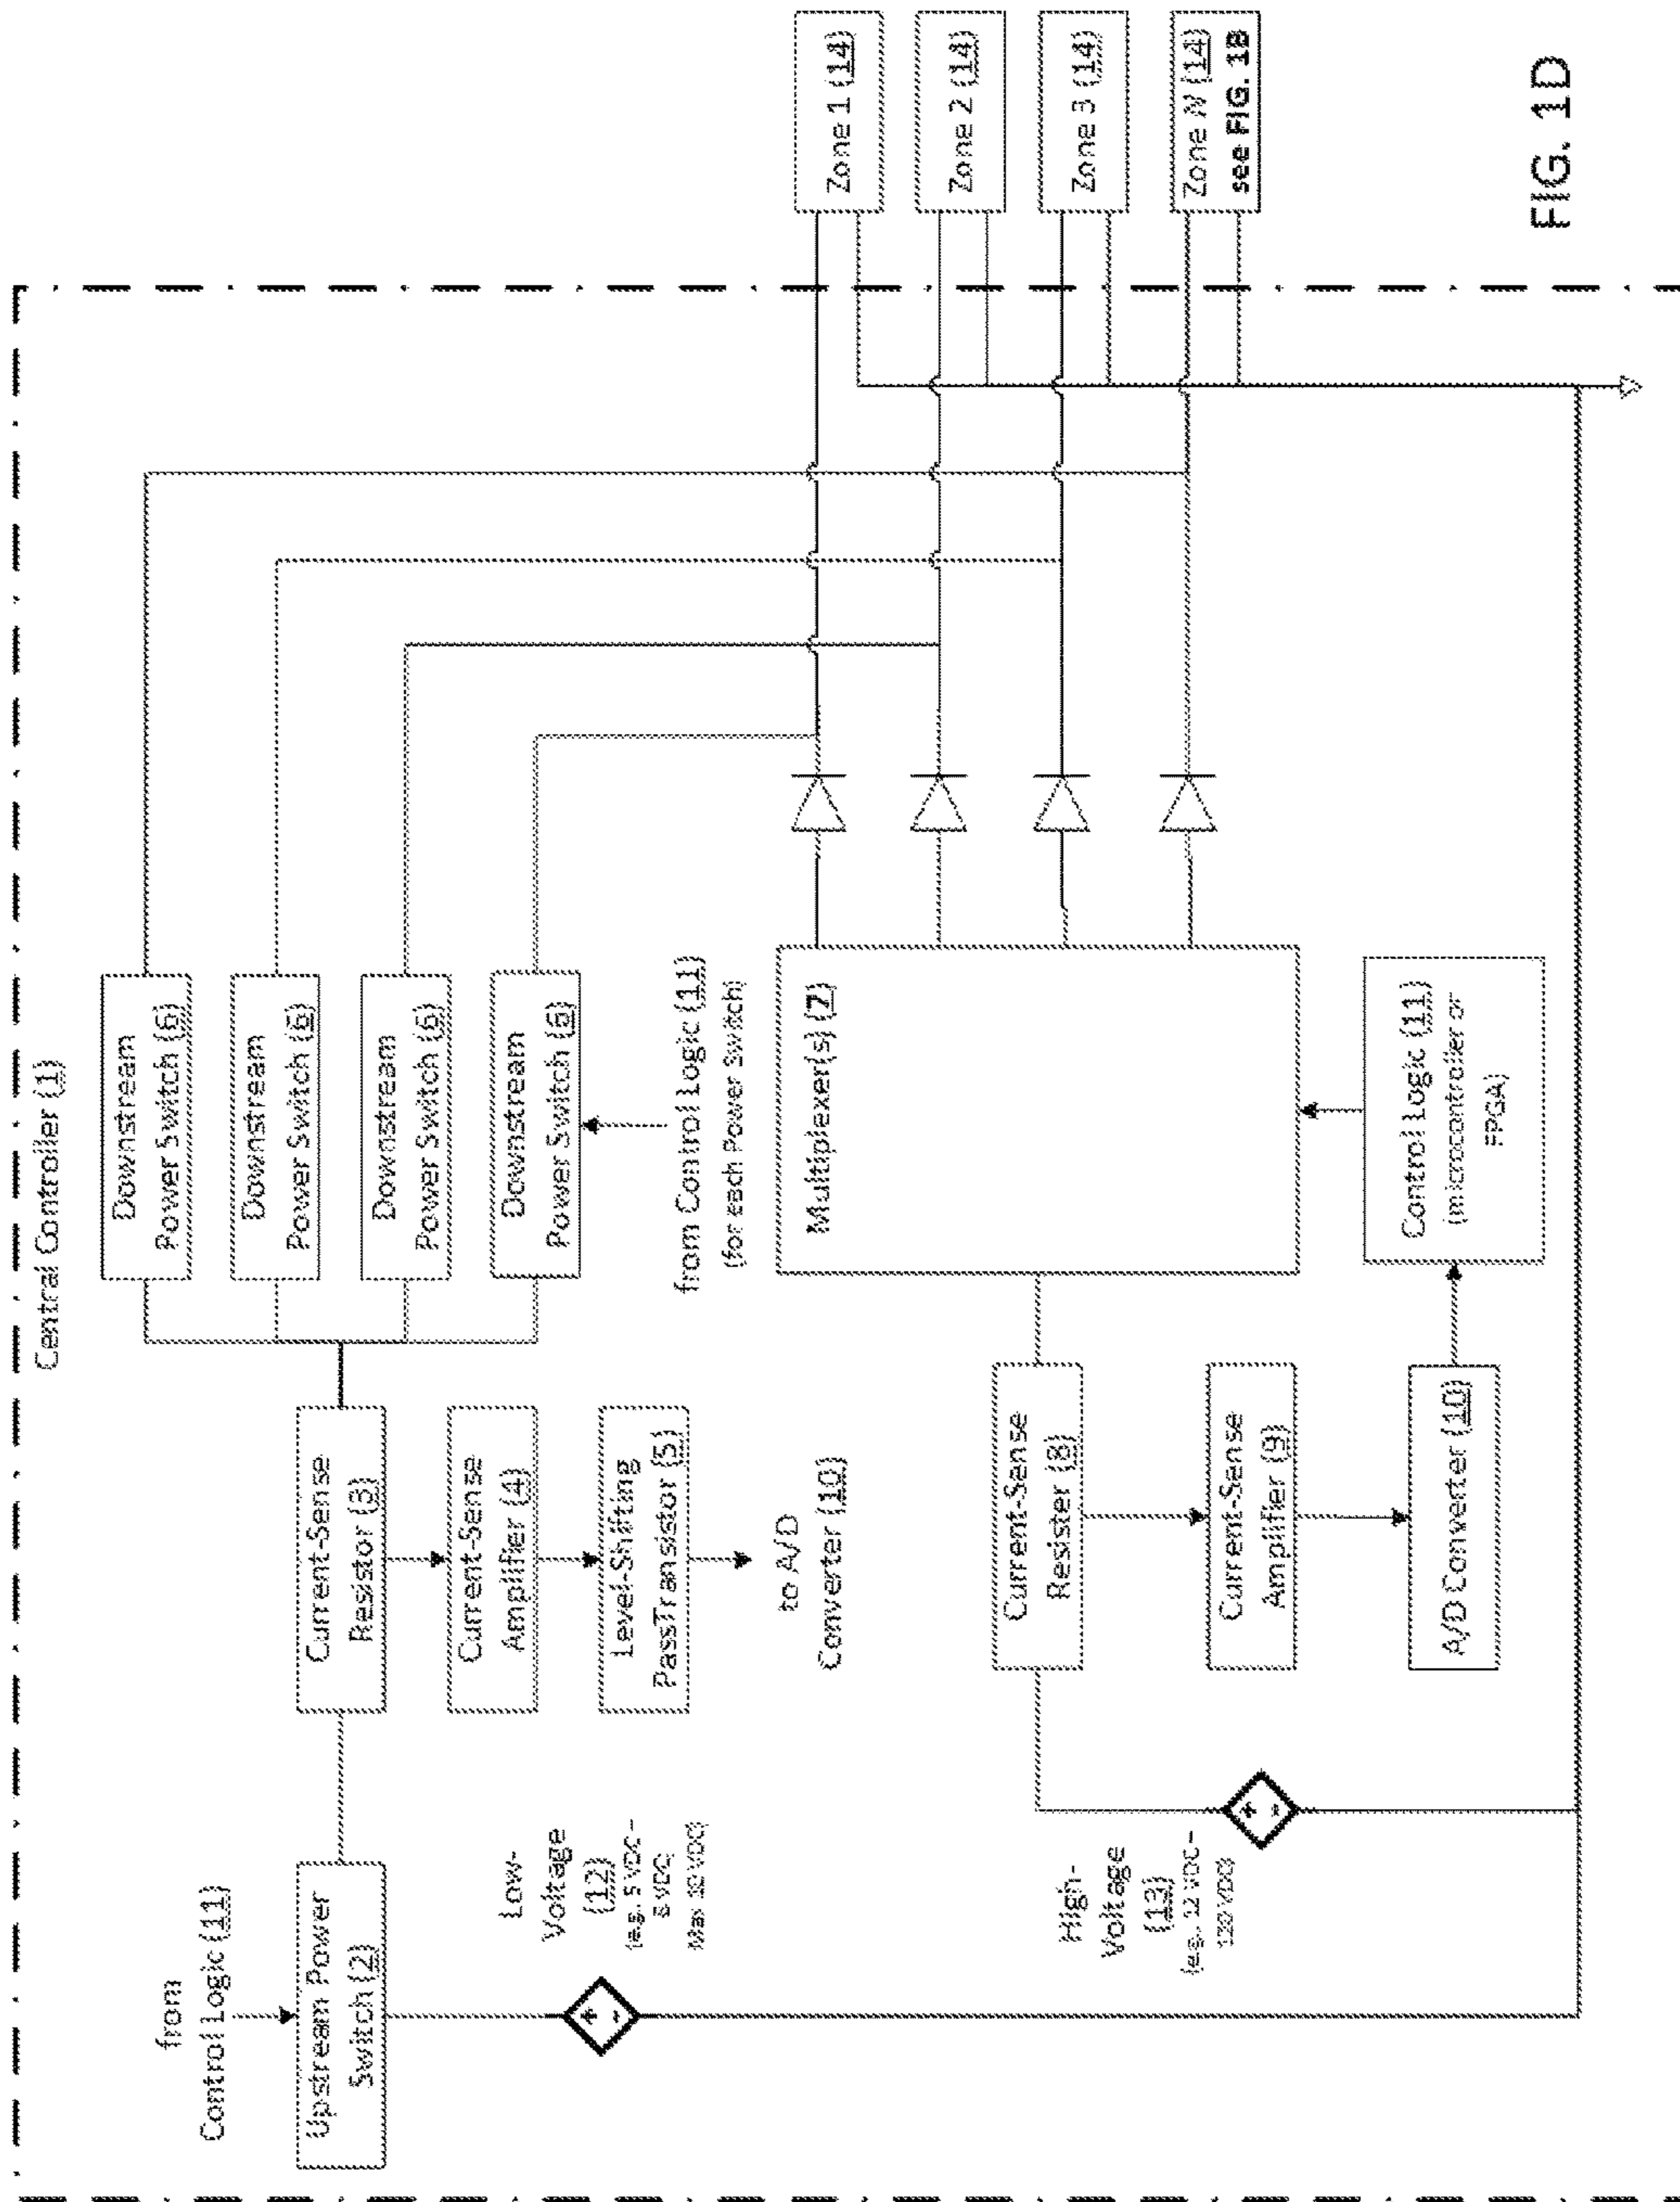 Central Controller (1)
from
Control Logic (11)
Upstream Power
Switch (2)
Current-Sense
Resistor (3)
Current-Sense
Amplifier (4)
Level-Shifting
PassTransistor (5)
to A/D
Converter (10)
Downstream
Power Switch (6)
Downstream
Power Switch (6)
Downstream
Power Switch (6)
Downstream
Power Switch (6)
from Control Logic (11)
(for each Power Switch)
Low-
Voltage
(12)
(e.g., 5 VDC-
Max 10 VDC)
High-
Voltage
(13)
(e.g., 12 VDC-
120 VDC)
Current-Sense
Resister (8)
Current-Sense
Amplifier (9)
A/D Converter (10)
Multiplexer(s) (7)
Control Logic (11)
(microcontroller or
FPGA)
Zone 1 (14)
Zone 2 (14)
Zone 3 (14)
Zone N (14)
see FIG. 1B
FIG. 1D